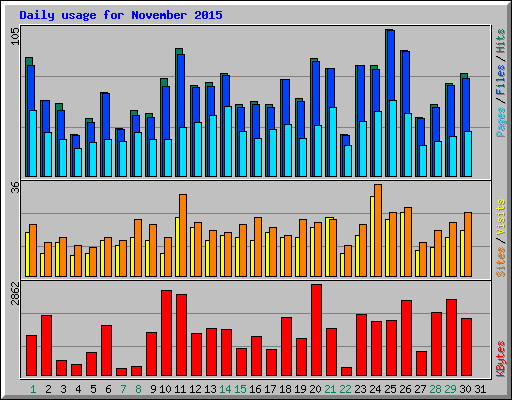 Daily usage for November 2015
105
Pages / Files / Hits
36
Sites / Visits
2862
KBytes
1 2 3 4 5 6 7 8 9 10 11 12 13 14 15 16 17 18 19 20 21 22 23 24 25 26 27 28 29 30 31